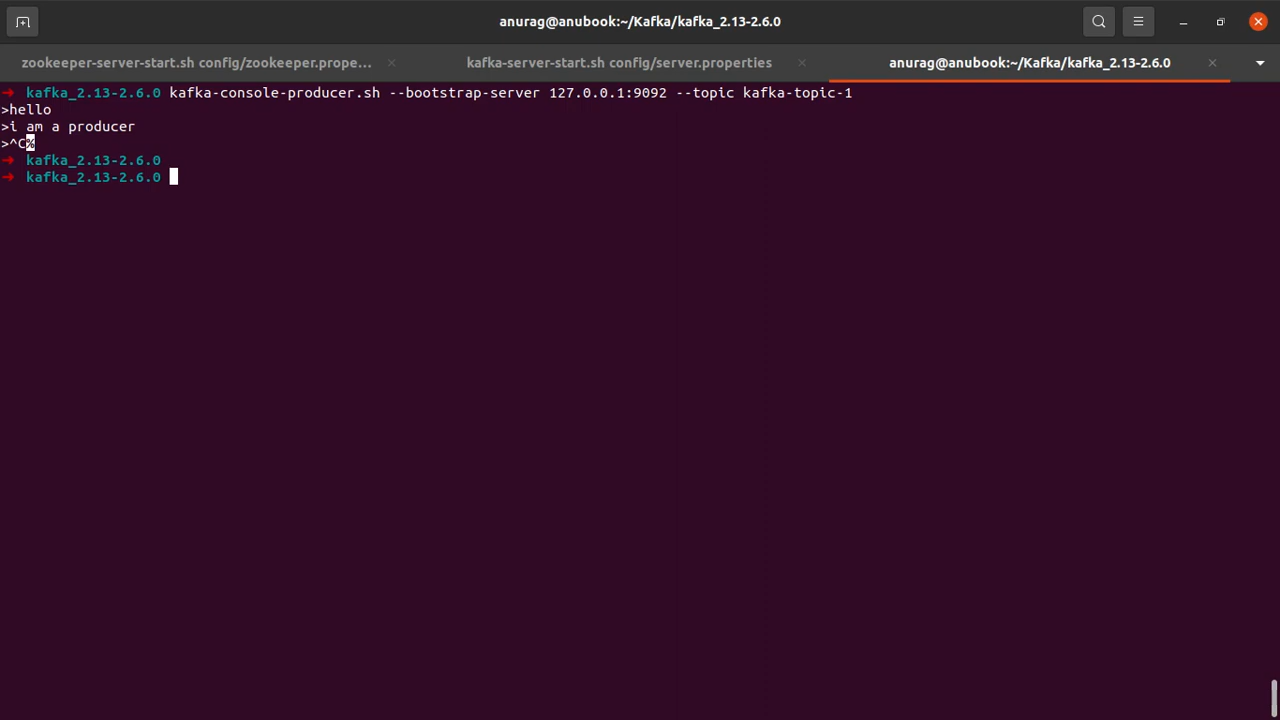 anurag@anubook:~/Kafka/kafka_2.13-2.6.0
zookeeper-server-start.sh config/zookeeper.prope...
kafka-server-start.sh config/server.properties
anurag@anubook:~/Kafka/kafka_2.13-2.6.0
➜ kafka_2.13-2.6.0 kafka-console-producer.sh --bootstrap-server 127.0.0.1:9092 --topic kafka-topic-1
>hello
>i am a producer
>^C%
➜ kafka_2.13-2.6.0
➜ kafka_2.13-2.6.0